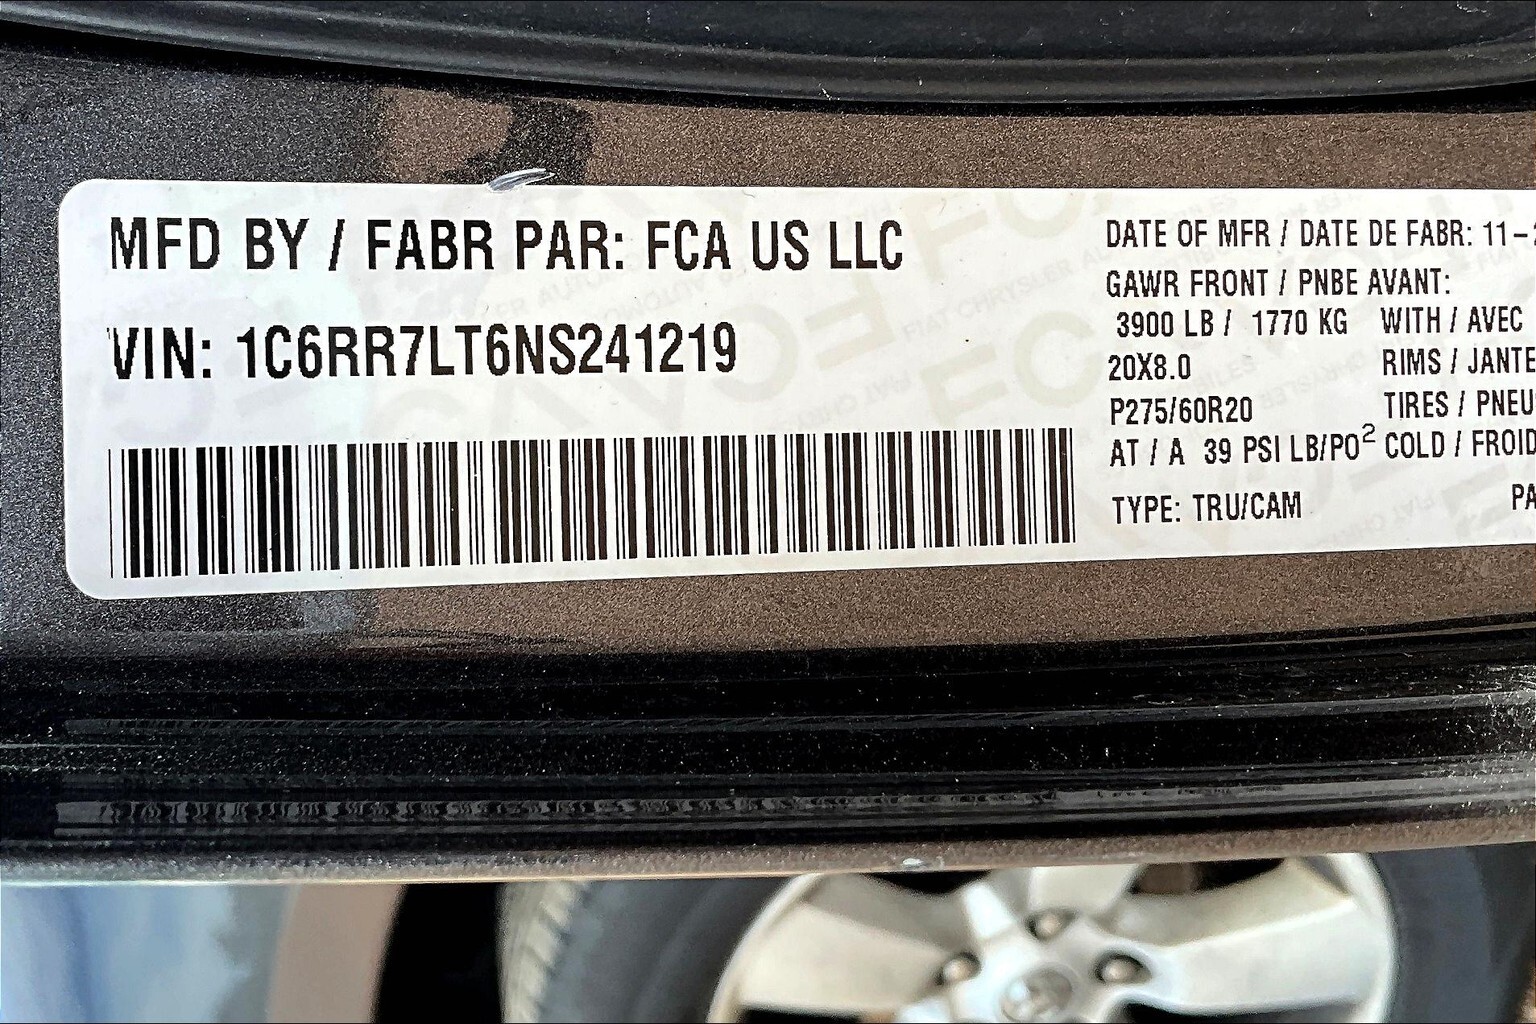 MFD BY / FABR PAR: FCA US LLC
VIN: 1C6RR7LT6NS241219
DATE OF MFR / DATE DE FABR: 11-
GAWR FRONT / PNBE AVANT:
3900 LB / 1770 KG WITH / AVEC
20X8.0 RIMS / JANTE
P275/60R20 TIRES / PNEU
AT / A 39 PSI LB/PO² COLD / FROID
TYPE: TRU/CAM PA